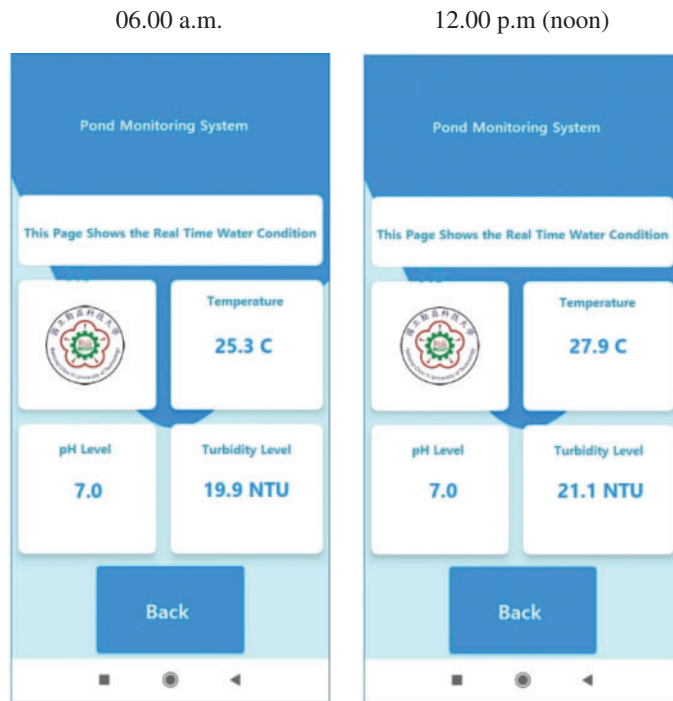 06.00 a.m.
12.00 p.m (noon)
Pond Monitoring System
This Page Shows the Real Time Water Condition
Temperature
25.3 C
pH Level
7.0
Turbidity Level
19.9 NTU
Back
Pond Monitoring System
This Page Shows the Real Time Water Condition
Temperature
27.9 C
pH Level
7.0
Turbidity Level
21.1 NTU
Back